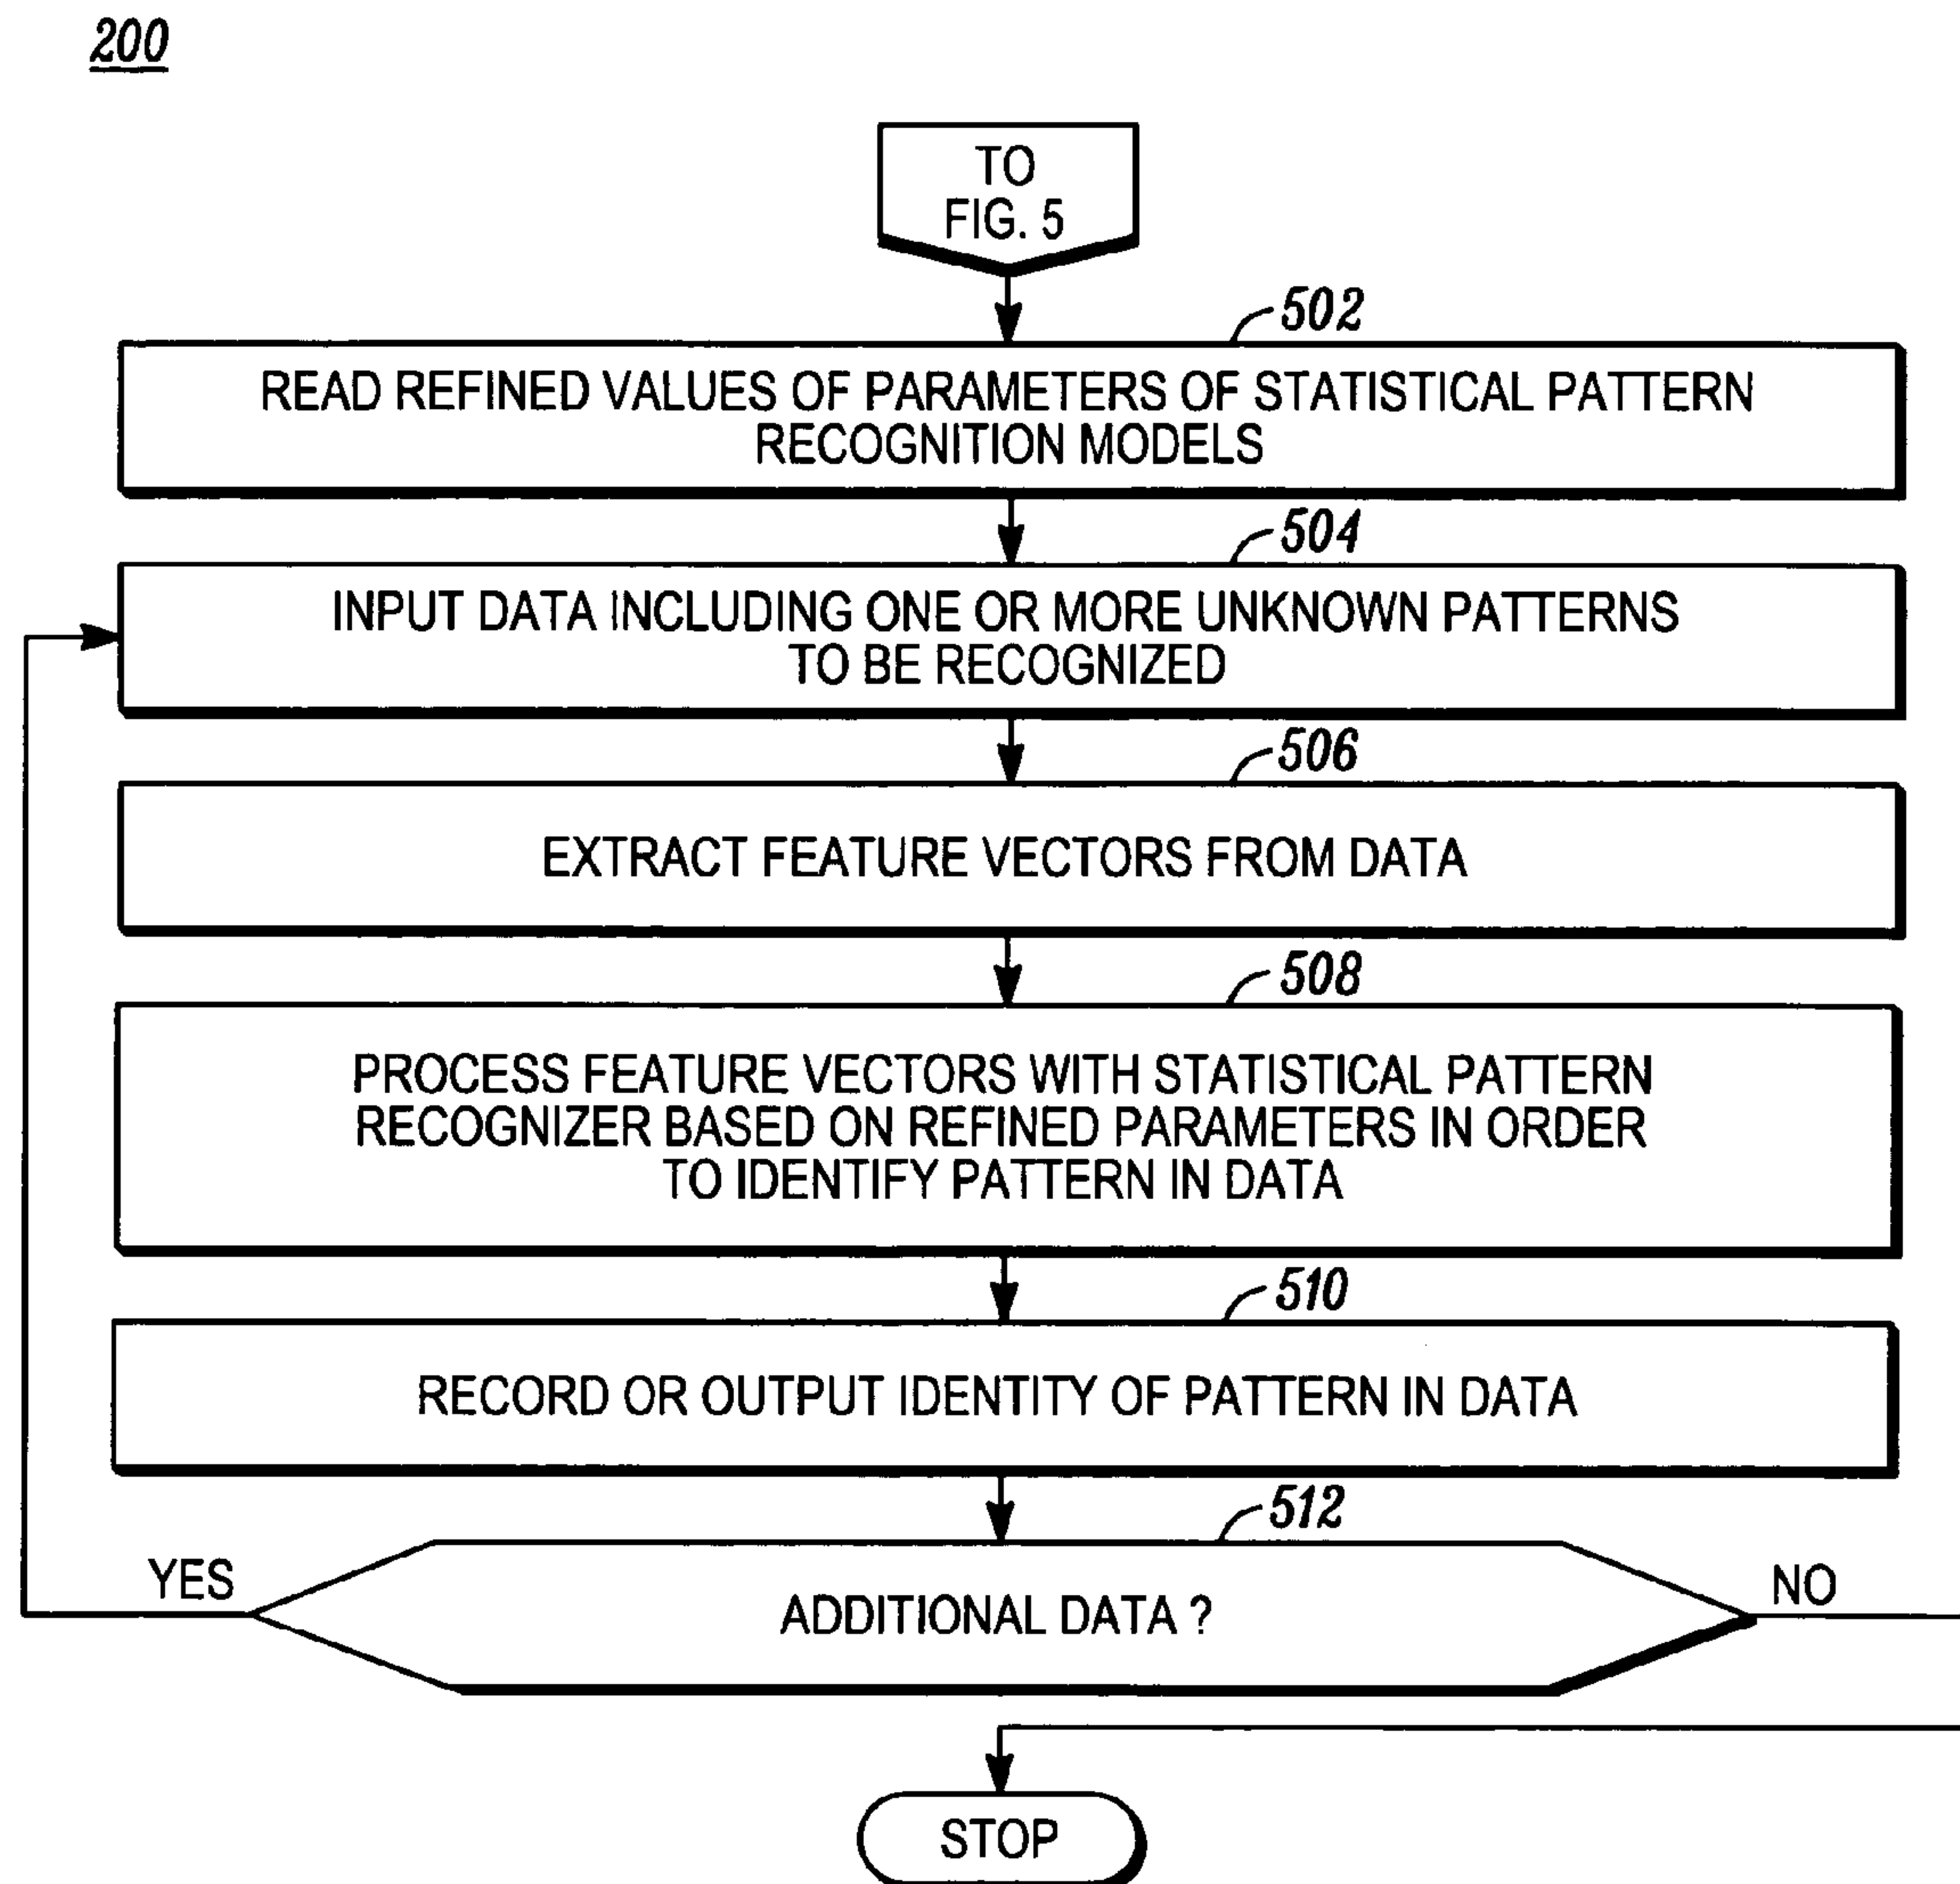 200
TO
FIG. 5
502
READ REFINED VALUES OF PARAMETERS OF STATISTICAL PATTERN
RECOGNITION MODELS
504
INPUT DATA INCLUDING ONE OR MORE UNKNOWN PATTERNS
TO BE RECOGNIZED
506
EXTRACT FEATURE VECTORS FROM DATA
508
PROCESS FEATURE VECTORS WITH STATISTICAL PATTERN
RECOGNIZER BASED ON REFINED PARAMETERS IN ORDER
TO IDENTIFY PATTERN IN DATA
510
RECORD OR OUTPUT IDENTITY OF PATTERN IN DATA
512
YES
ADDITIONAL DATA ?
NO
STOP